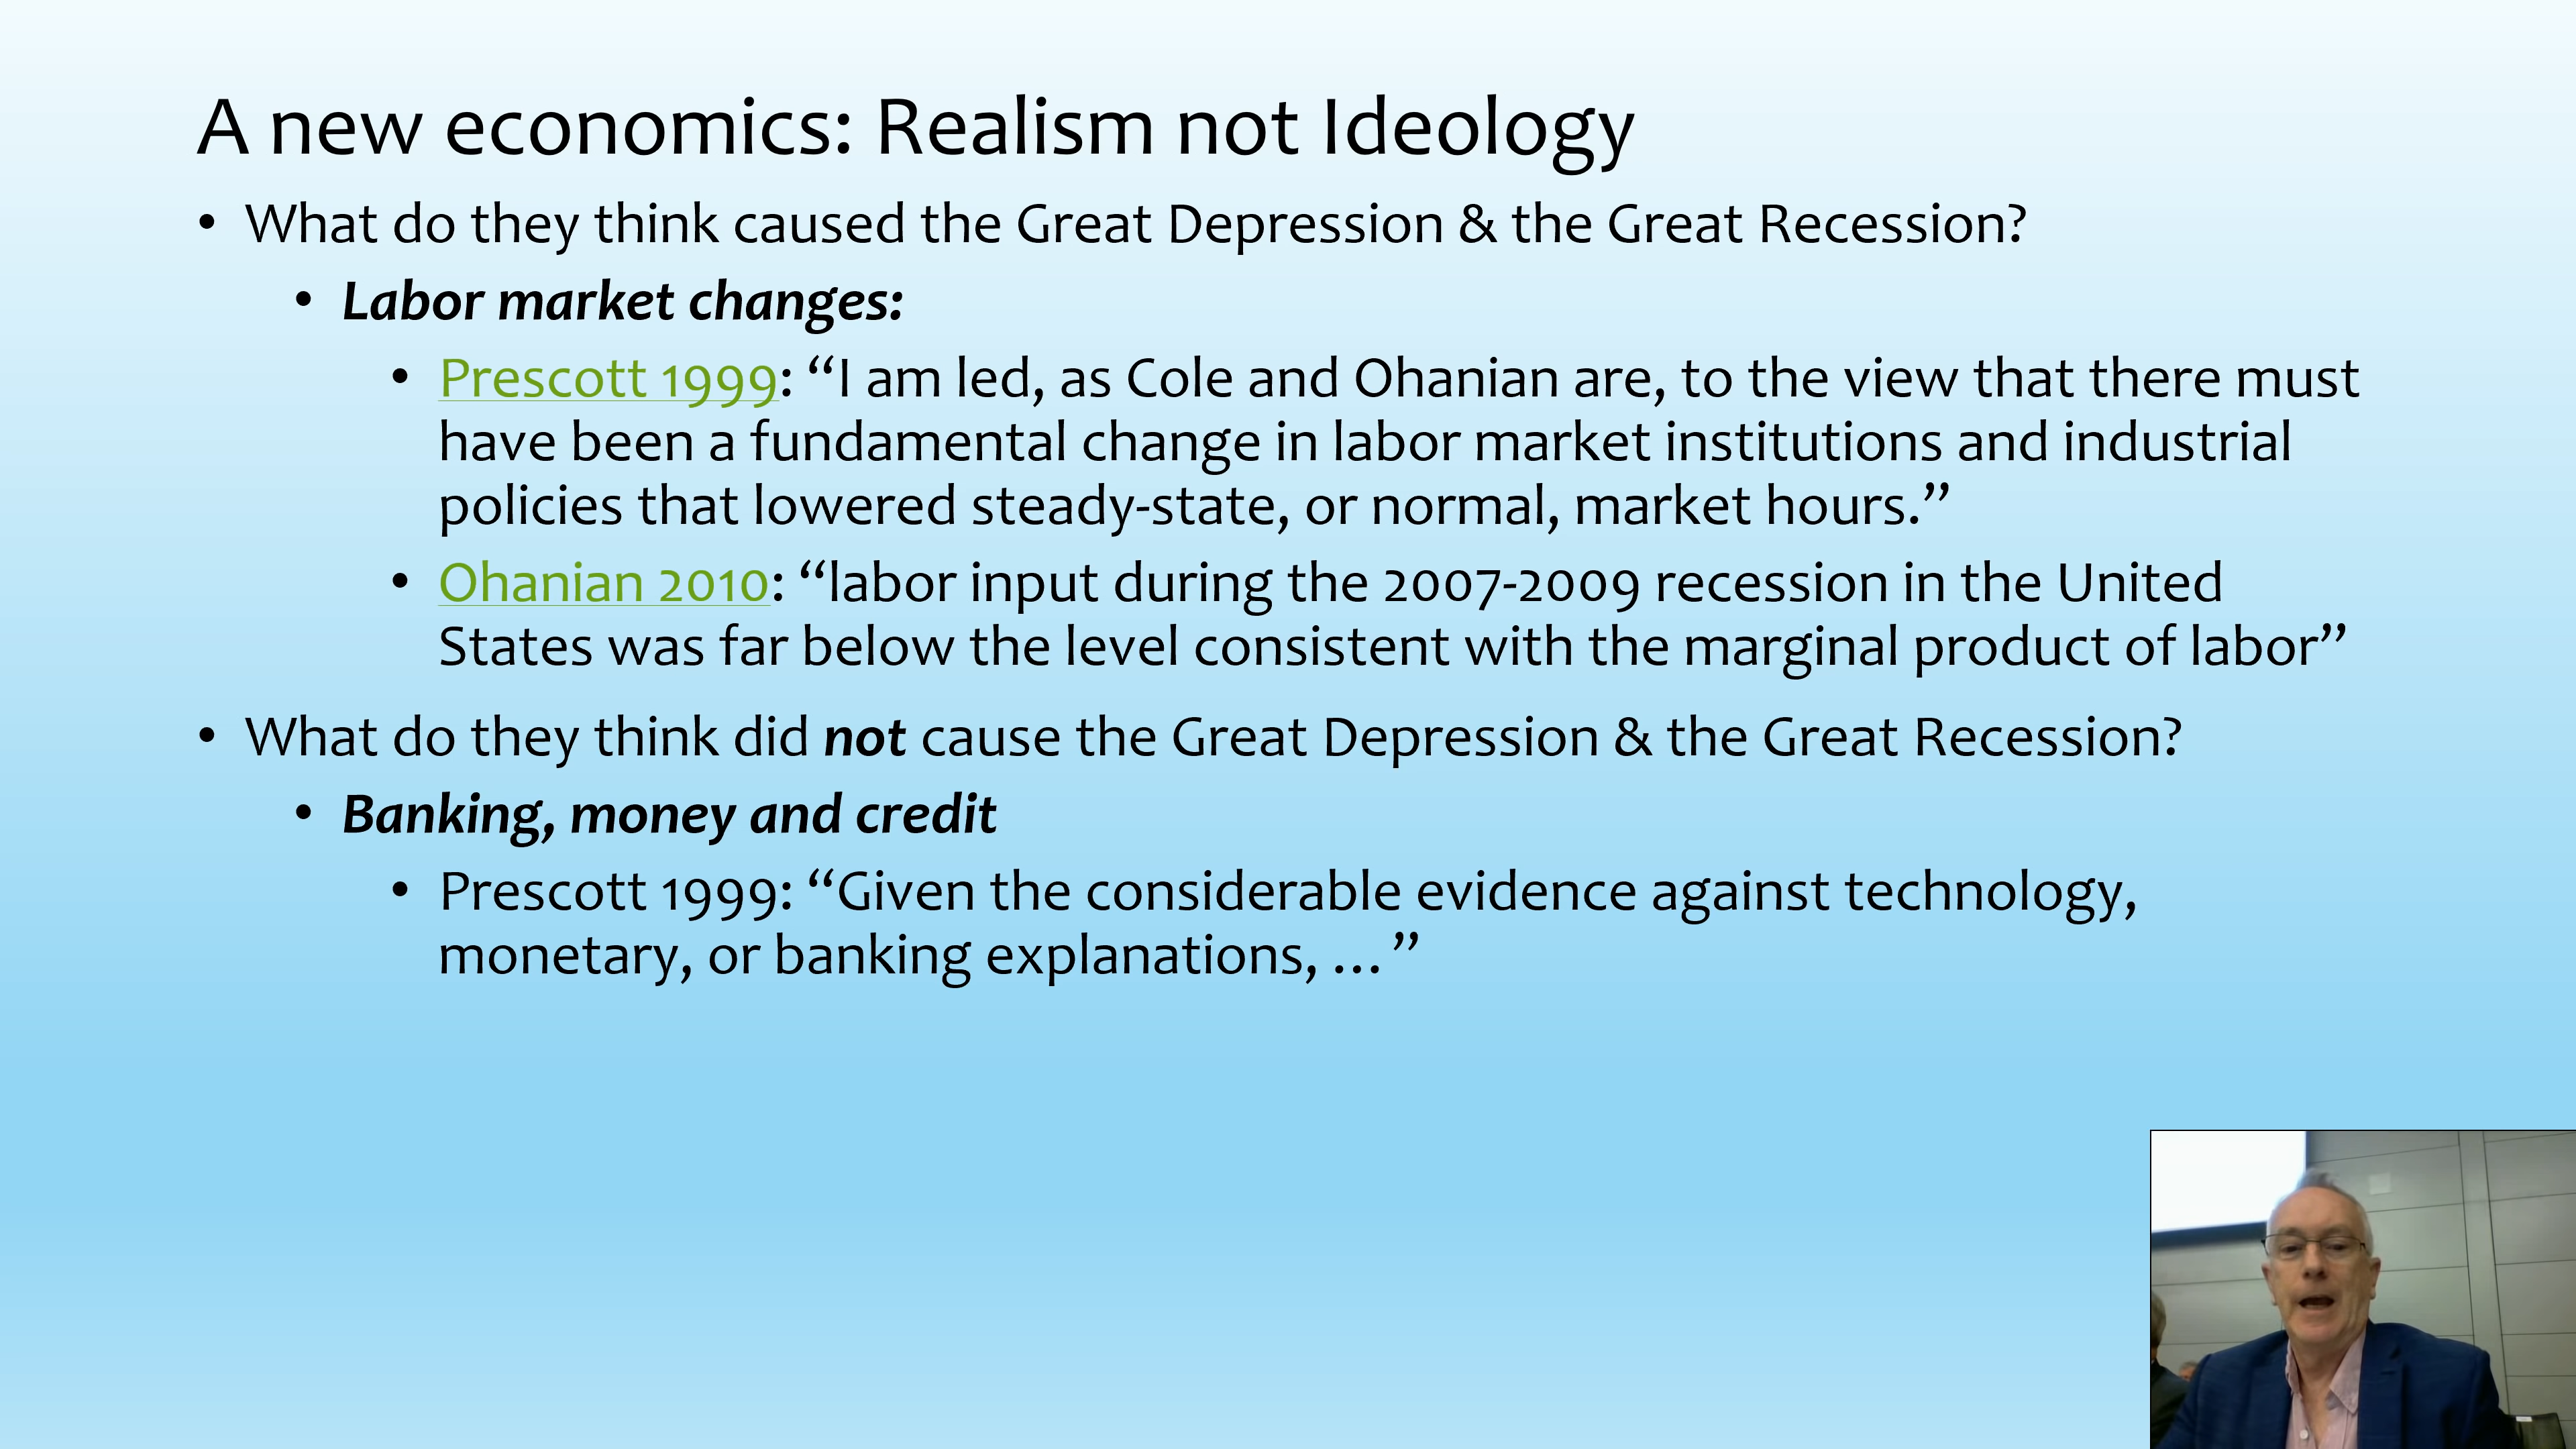 A new economics: Realism not Ideology
• What do they think caused the Great Depression & the Great Recession?
• Labor market changes:
• Prescott 1999: “I am led, as Cole and Ohanian are, to the view that there must
have been a fundamental change in labor market institutions and industrial
policies that lowered steady-state, or normal, market hours.”
• Ohanian 2010: “labor input during the 2007-2009 recession in the United
States was far below the level consistent with the marginal product of labor”
• What do they think did not cause the Great Depression & the Great Recession?
• Banking, money and credit
• Prescott 1999: “Given the considerable evidence against technology,
monetary, or banking explanations, … ”